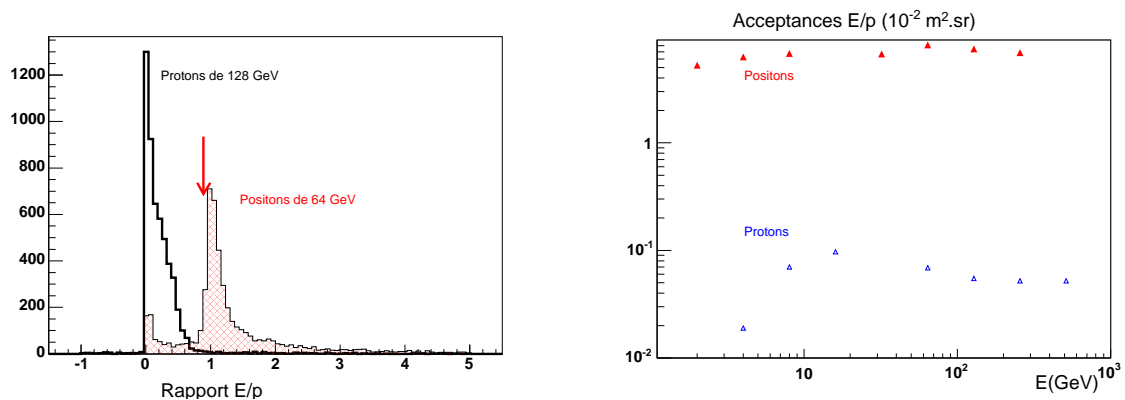 1200
1000
800
600
400
200
0
Protons de 128 GeV
Positons de 64 GeV
-1 0 1 2 3 4 5
Rapport E/p
Acceptances E/p (10⁻² m².sr)
1
10⁻¹
10⁻²
Positons
Protons
10 10² 10³
E(GeV)